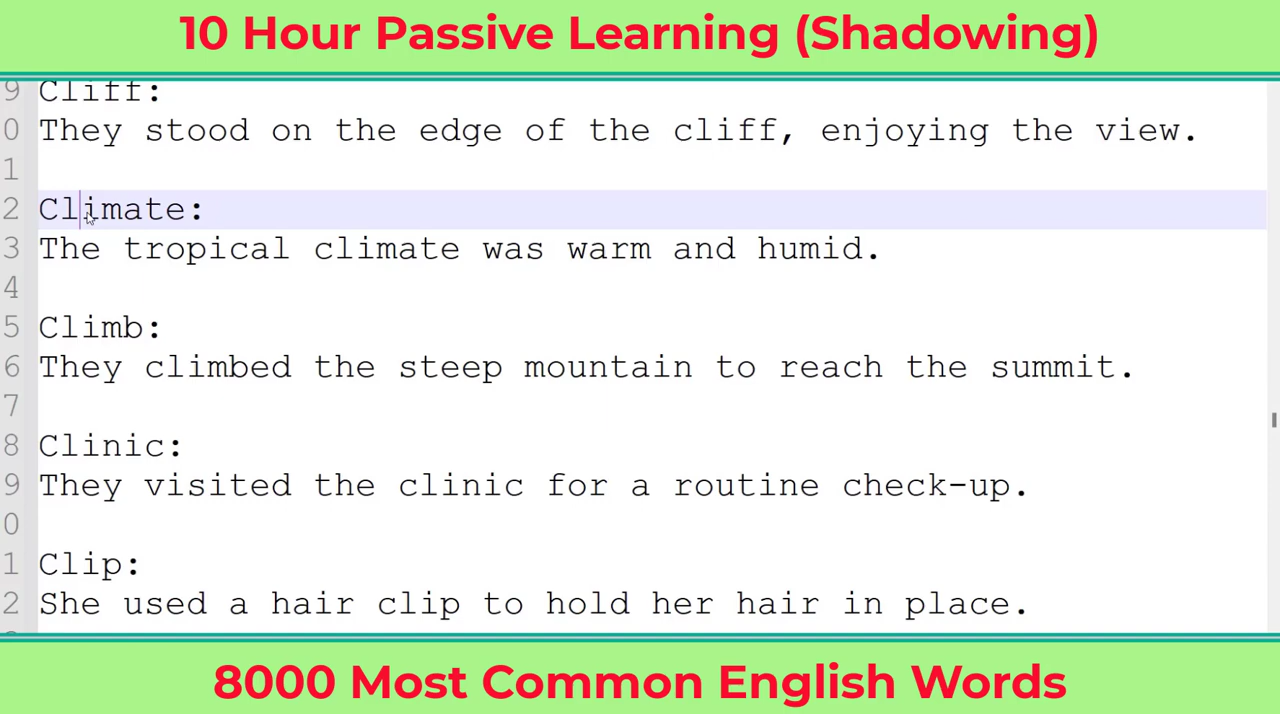 10 Hour Passive Learning (Shadowing)
9 Cliff:
0 They stood on the edge of the cliff, enjoying the view.
1
2 Climate:
3 The tropical climate was warm and humid.
4
5 Climb:
6 They climbed the steep mountain to reach the summit.
7
8 Clinic:
9 They visited the clinic for a routine check-up.
0
1 Clip:
2 She used a hair clip to hold her hair in place.
8000 Most Common English Words